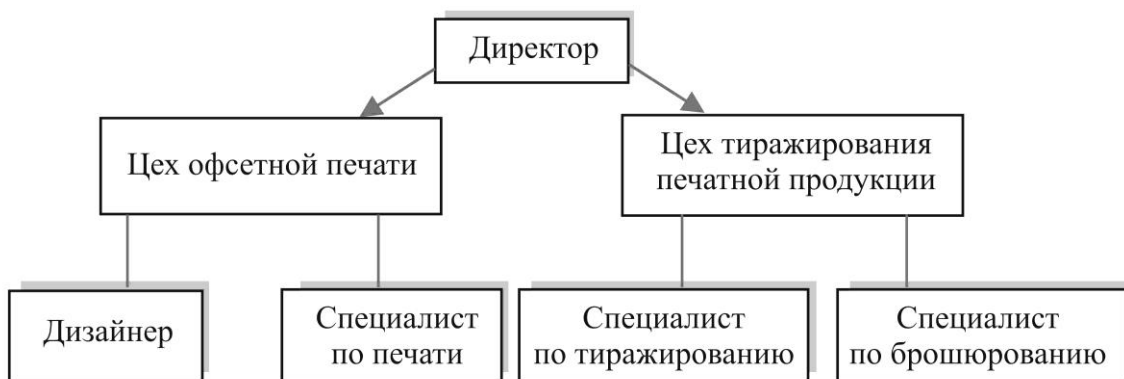 Директор
Цех офсетной печати
Цех тиражирования
печатной продукции
Дизайнер
Специалист
по печати
Специалист
по тиражированию
Специалист
по брошюрованию